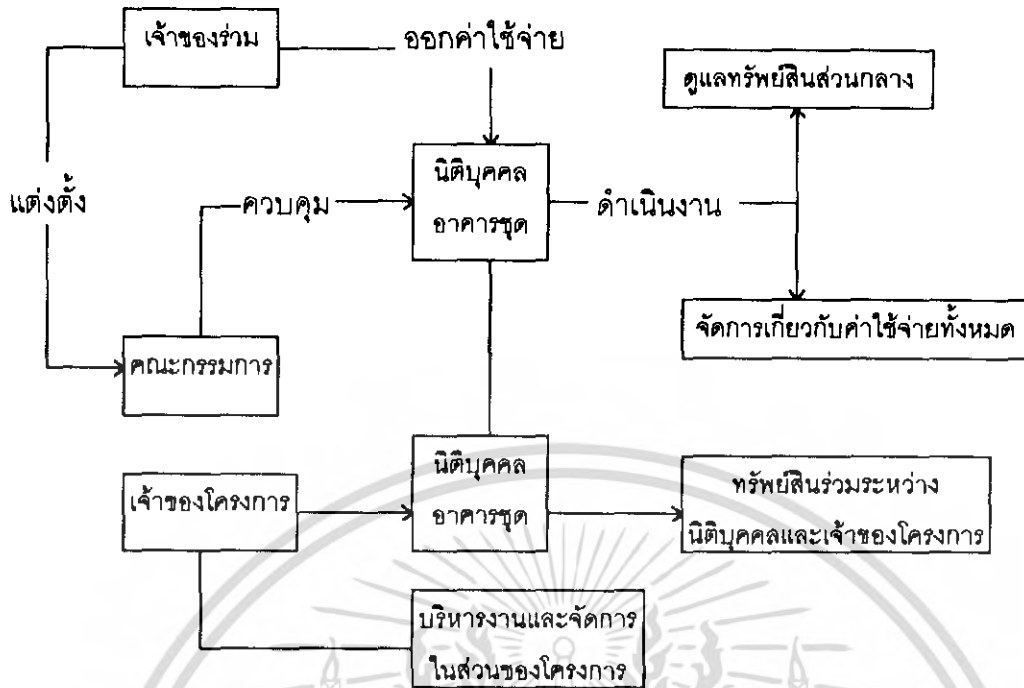 เจ้าของร่วม
ออกค่าใช้จ่าย
ดูแลทรัพย์สินส่วนกลาง
นิติบุคคล
อาคารชุด
แต่งตั้ง
ควบคุม
ดำเนินงาน
จัดการเกี่ยวกับค่าใช้จ่ายทั้งหมด
คณะกรรมการ
นิติบุคคล
อาคารชุด
เจ้าของโครงการ
ทรัพย์สินร่วมระหว่าง
นิติบุคคลและเจ้าของโครงการ
บริหารงานและจัดการ
ในส่วนของโครงการ